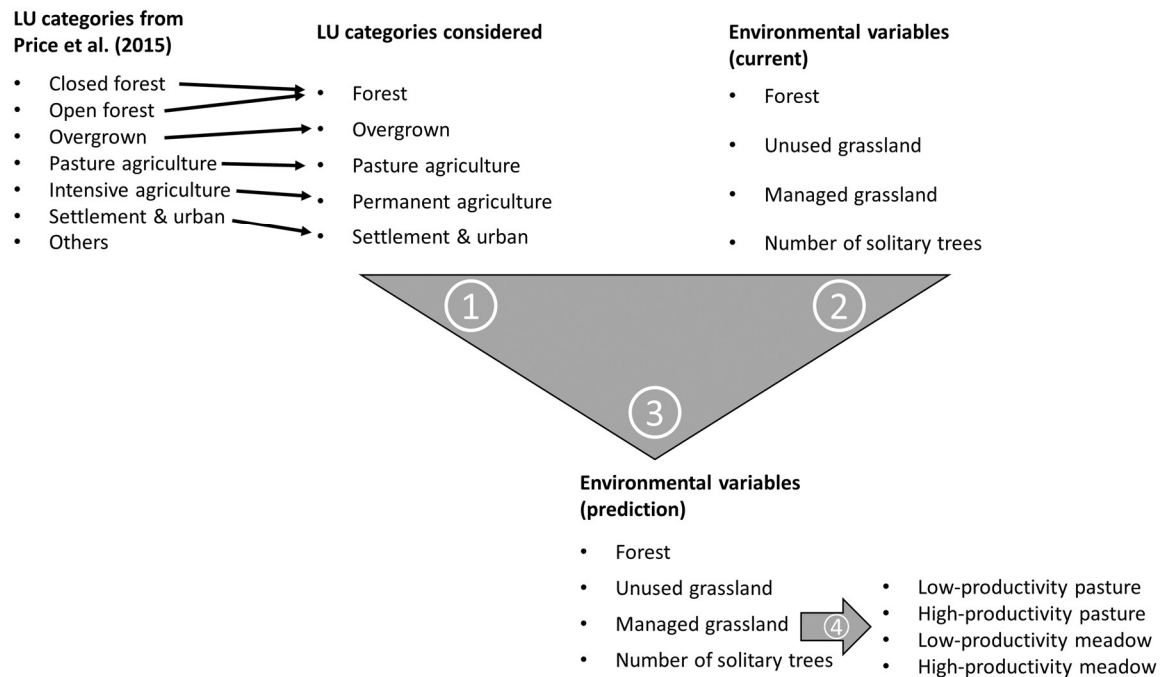 LU categories from
Price et al. (2015)
• Closed forest
• Open forest
• Overgrown
• Pasture agriculture
• Intensive agriculture
• Settlement & urban
• Others
LU categories considered
• Forest
• Overgrown
• Pasture agriculture
• Permanent agriculture
• Settlement & urban
Environmental variables
(current)
• Forest
• Unused grassland
• Managed grassland
• Number of solitary trees
1
2
3
Environmental variables
(prediction)
• Forest
• Unused grassland
• Managed grassland
• Number of solitary trees
4
• Low-productivity pasture
• High-productivity pasture
• Low-productivity meadow
• High-productivity meadow